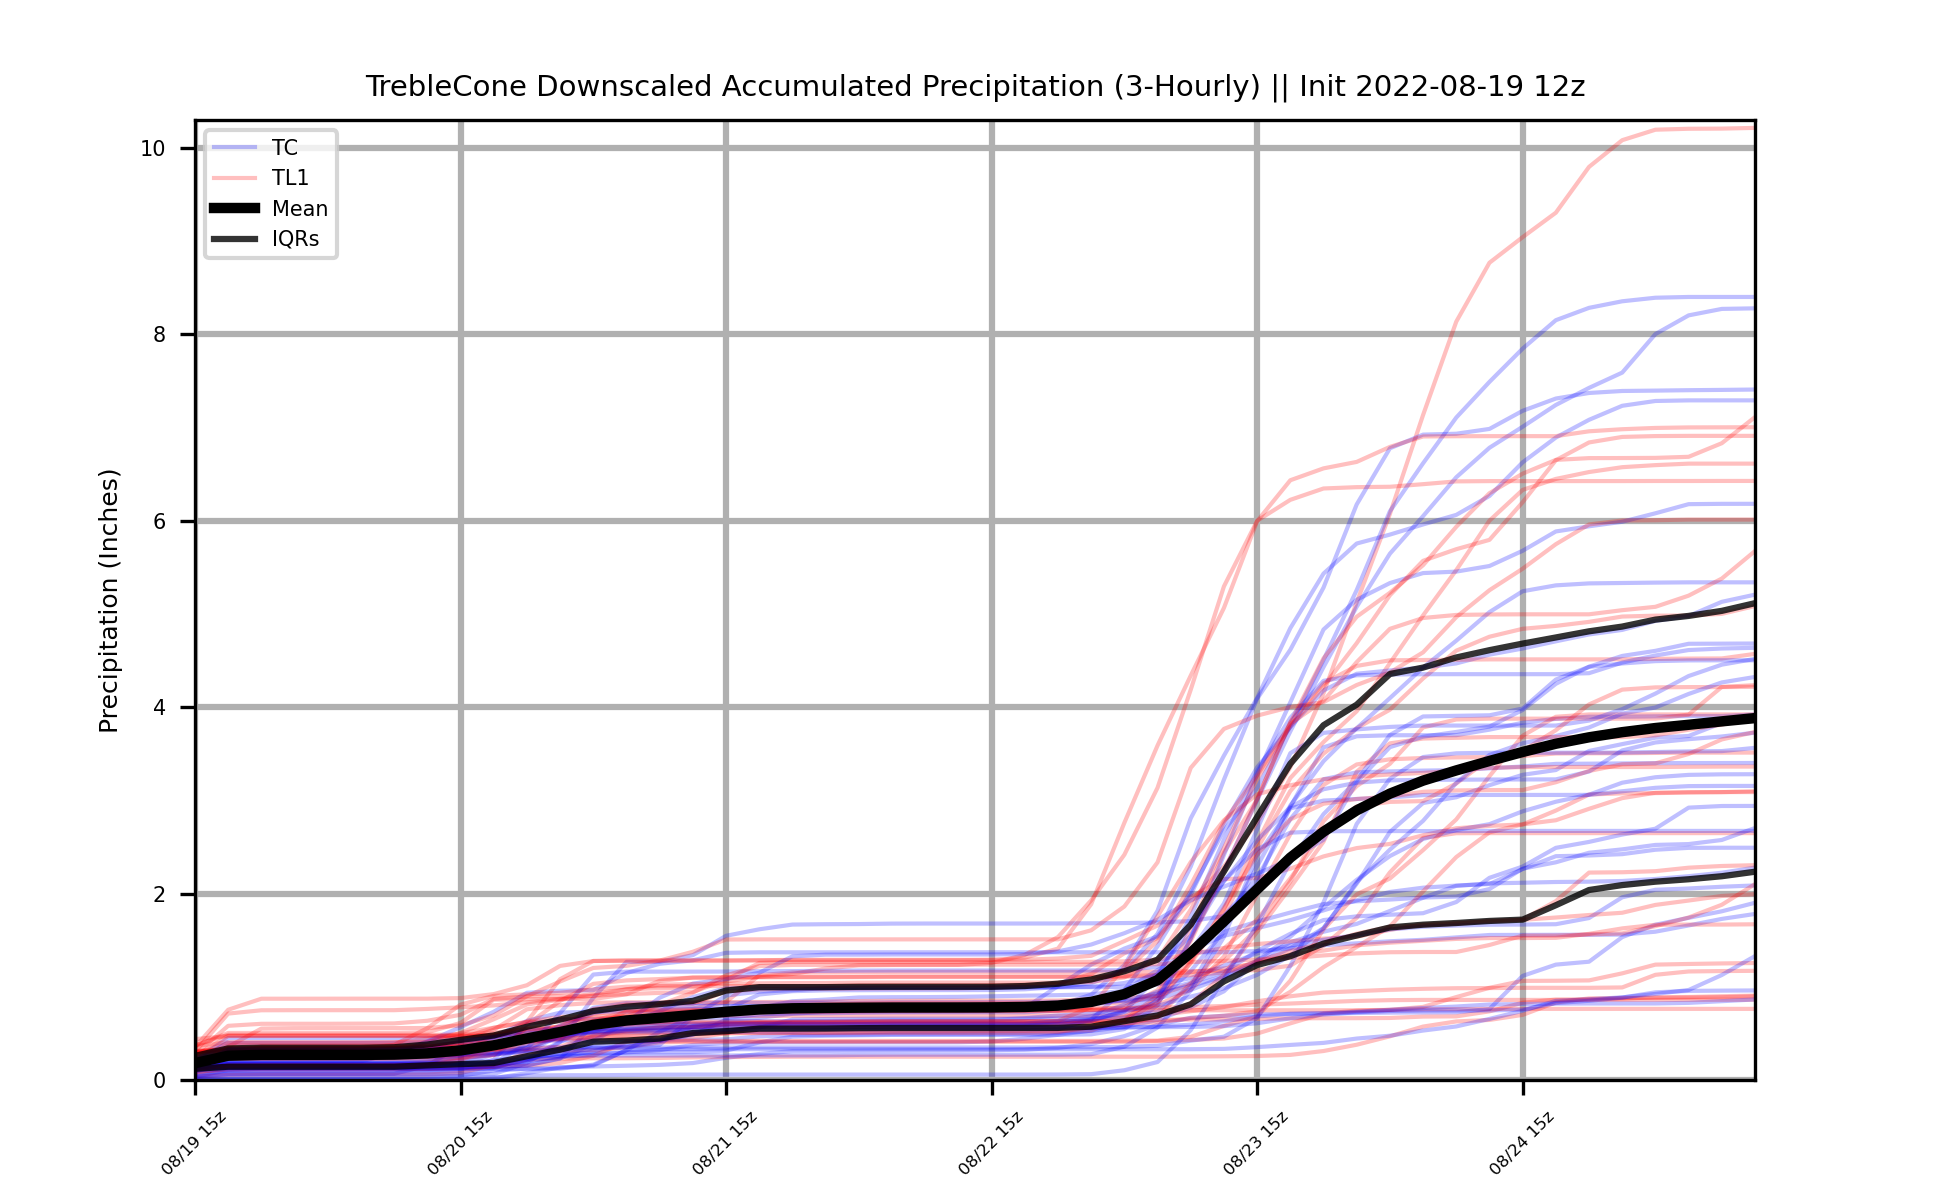 TrebleCone Downscaled Accumulated Precipitation (3-Hourly) || Init 2022-08-19 12z
TC
TL1
Mean
IQRs
Precipitation (Inches)
10
8
6
4
2
0
08/19 15z
08/20 15z
08/21 15z
08/22 15z
08/23 15z
08/24 15z